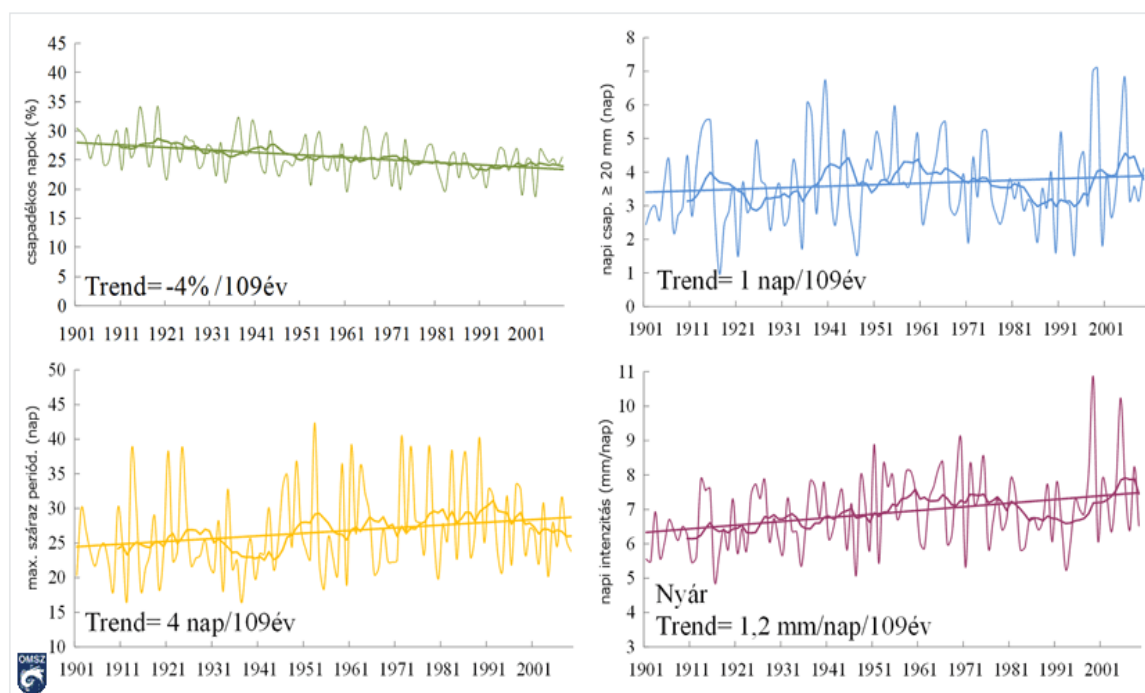 csapadékos napok (%)
45
40
35
30
25
20
15
10
5
0
Trend= -4% /109év
1901 1911 1921 1931 1941 1951 1961 1971 1981 1991 2001
napi csap. ≥ 20 mm (nap)
8
7
6
5
4
3
2
1
0
Trend= 1 nap/109év
1901 1911 1921 1931 1941 1951 1961 1971 1981 1991 2001
max. száraz periód. (nap)
50
45
40
35
30
25
20
15
10
Trend= 4 nap/109év
1901 1911 1921 1931 1941 1951 1961 1971 1981 1991 2001
napi intenzitás (mm/nap)
11
10
9
8
7
6
5
4
3
Nyár
Trend= 1,2 mm/nap/109év
1901 1911 1921 1931 1941 1951 1961 1971 1981 1991 2001
OMSZ